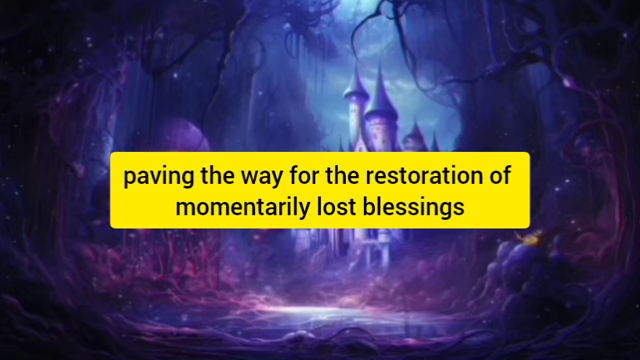 paving the way for the restoration of
momentarily lost blessings